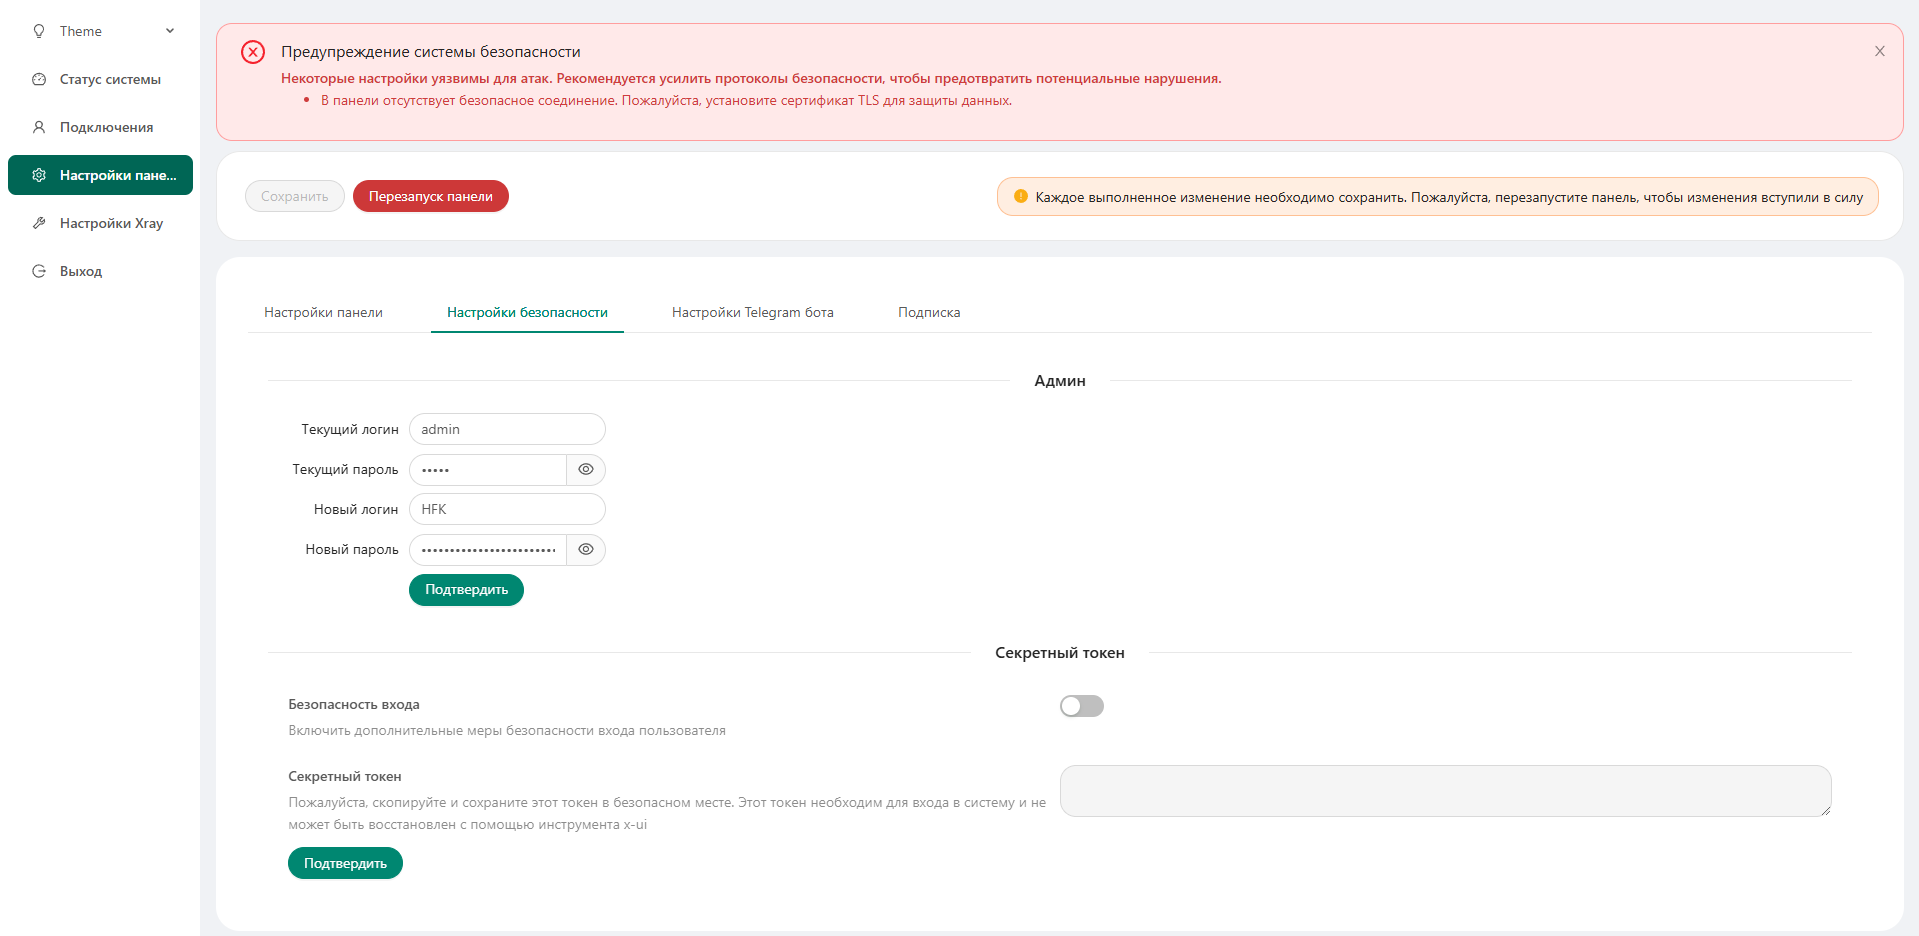 Theme
Статус системы
Подключения
Настройки пане...
Настройки Xray
Выход
Предупреждение системы безопасности
Некоторые настройки уязвимы для атак. Рекомендуется усилить протоколы безопасности, чтобы предотвратить потенциальные нарушения.
• В панели отсутствует безопасное соединение. Пожалуйста, установите сертификат TLS для защиты данных.
Сохранить
Перезапуск панели
Каждое выполненное изменение необходимо сохранить. Пожалуйста, перезапустите панель, чтобы изменения вступили в силу
Настройки панели
Настройки безопасности
Настройки Telegram бота
Подписка
Админ
Текущий логин
admin
Текущий пароль
•••••
Новый логин
HFK
Новый пароль
••••••••••••••••••••••••
Подтвердить
Секретный токен
Безопасность входа
Включить дополнительные меры безопасности входа пользователя
Секретный токен
Пожалуйста, скопируйте и сохраните этот токен в безопасном месте. Этот токен необходим для входа в систему и не
может быть восстановлен с помощью инструмента x-ui
Подтвердить